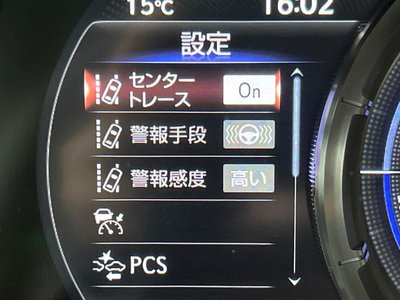 15℃
16:02
設定
センター
トレース
On
警報手段
警報感度
高い
PCS